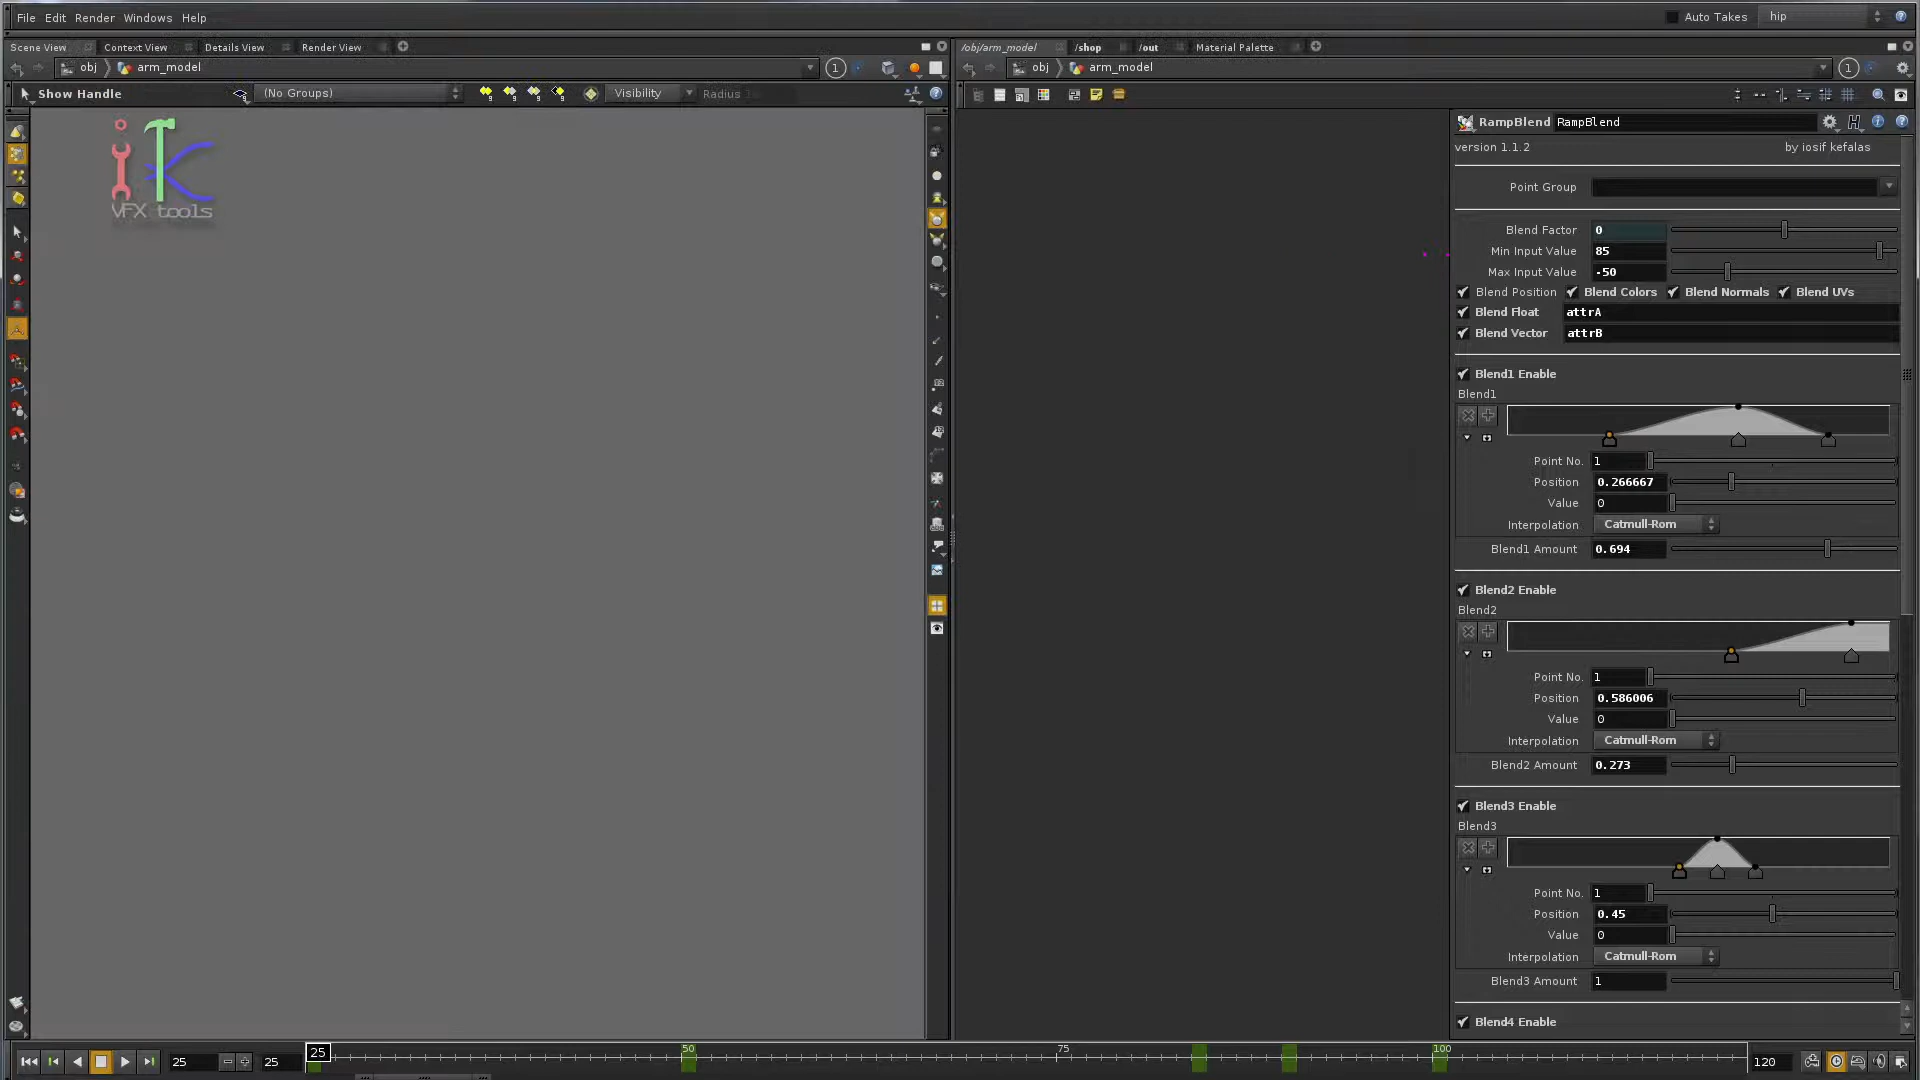 File Edit Render Windows Help
Auto Takes hip
Scene View Context View Details View Render View
/obj/arm_model /shop /out Material Palette
obj arm_model 1
obj arm_model 1
Show Handle (No Groups) Visibility Radius
VFX tools
RampBlend RampBlend
version 1.1.2 by iosif kefalas
Point Group
Blend Factor 0
Min Input Value 85
Max Input Value -50
Blend Position Blend Colors Blend Normals Blend UVs
Blend Float attrA
Blend Vector attrB
Blend1 Enable
Blend1
Point No. 1
Position 0.266667
Value 0
Interpolation Catmull-Rom
Blend1 Amount 0.694
Blend2 Enable
Blend2
Point No. 1
Position 0.586006
Value 0
Interpolation Catmull-Rom
Blend2 Amount 0.273
Blend3 Enable
Blend3
Point No. 1
Position 0.45
Value 0
Interpolation Catmull-Rom
Blend3 Amount 1
Blend4 Enable
25 25 25 50 75 100 120